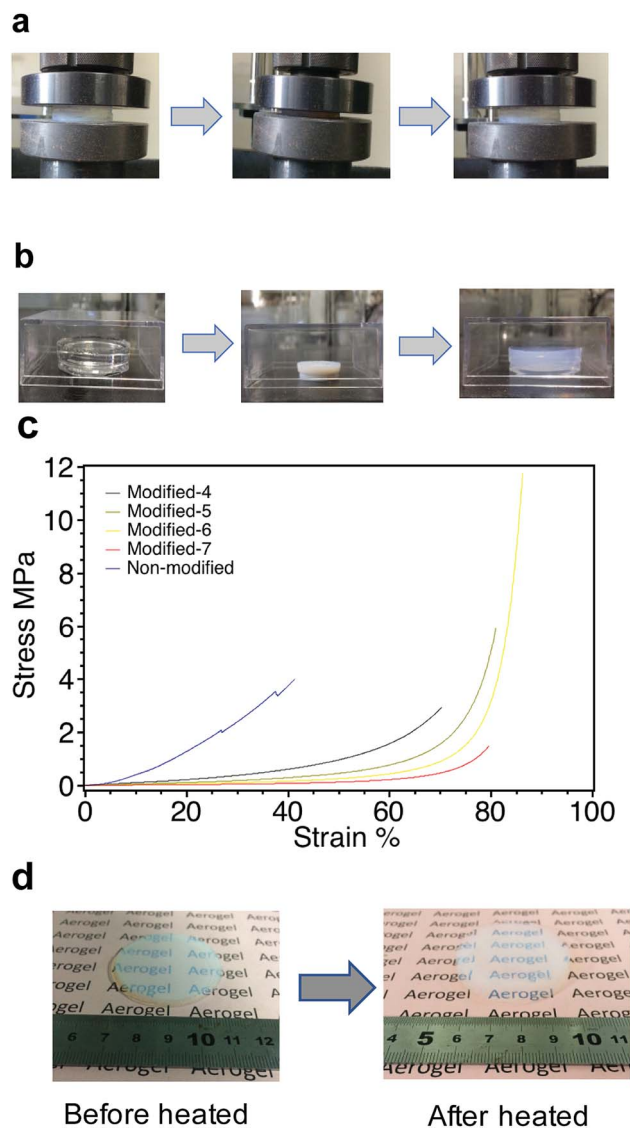 a
b
c
12
10
8
6
4
2
0
Stress MPa
Modified-4
Modified-5
Modified-6
Modified-7
Non-modified
0 20 40 60 80 100
Strain %
d
Aerogel Aerogel Aerogel
Aerogel Aerogel Aerogel
Aerogel Aerogel Aerogel
Aerogel Aerogel Aerogel
6 7 8 9 10 11 12
Aerogel Aerogel Aerogel
Aerogel Aerogel Aerogel
Aerogel Aerogel Aerogel
Aerogel Aerogel Aerogel
4 5 6 7 8 9 10 11
Before heated
After heated